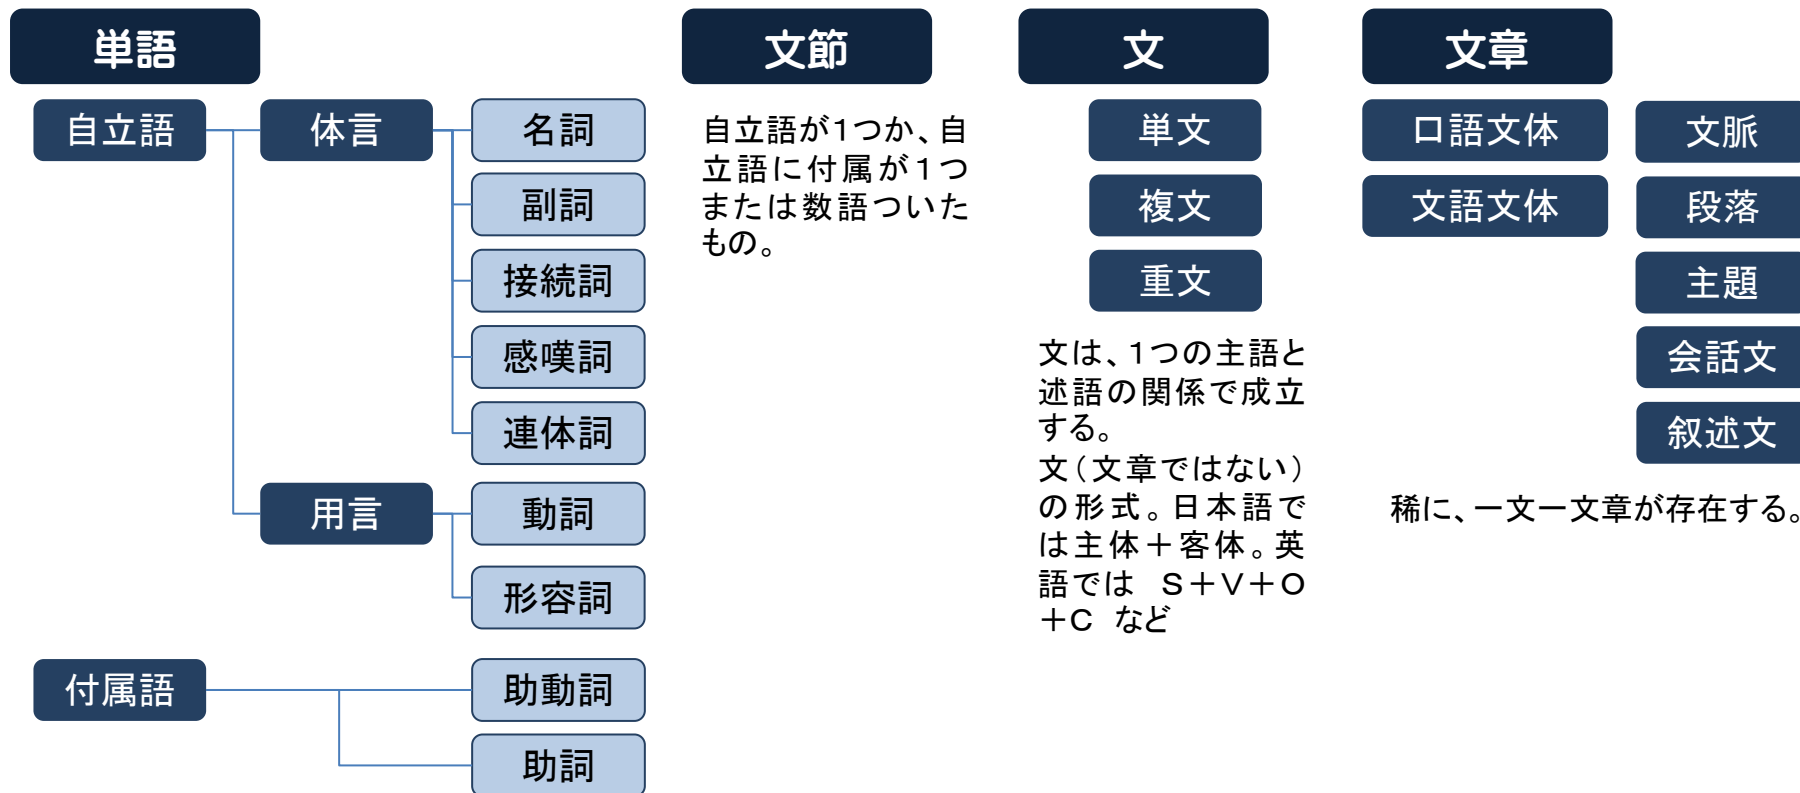 単語
自立語
体言
名詞
副詞
接続詞
感嘆詞
連体詞
用言
動詞
形容詞
付属語
助動詞
助詞
文節
自立語が1つか、自
立語に付属が1つ
または数語ついた
もの。
文
単文
複文
重文
文は、1つの主語と
述語の関係で成立
する。
文(文章ではない)
の形式。日本語で
は主体+客体。英
語では S+V+O
+C など
文章
口語文体
文語文体
文脈
段落
主題
会話文
叙述文
稀に、一文一文章が存在する。